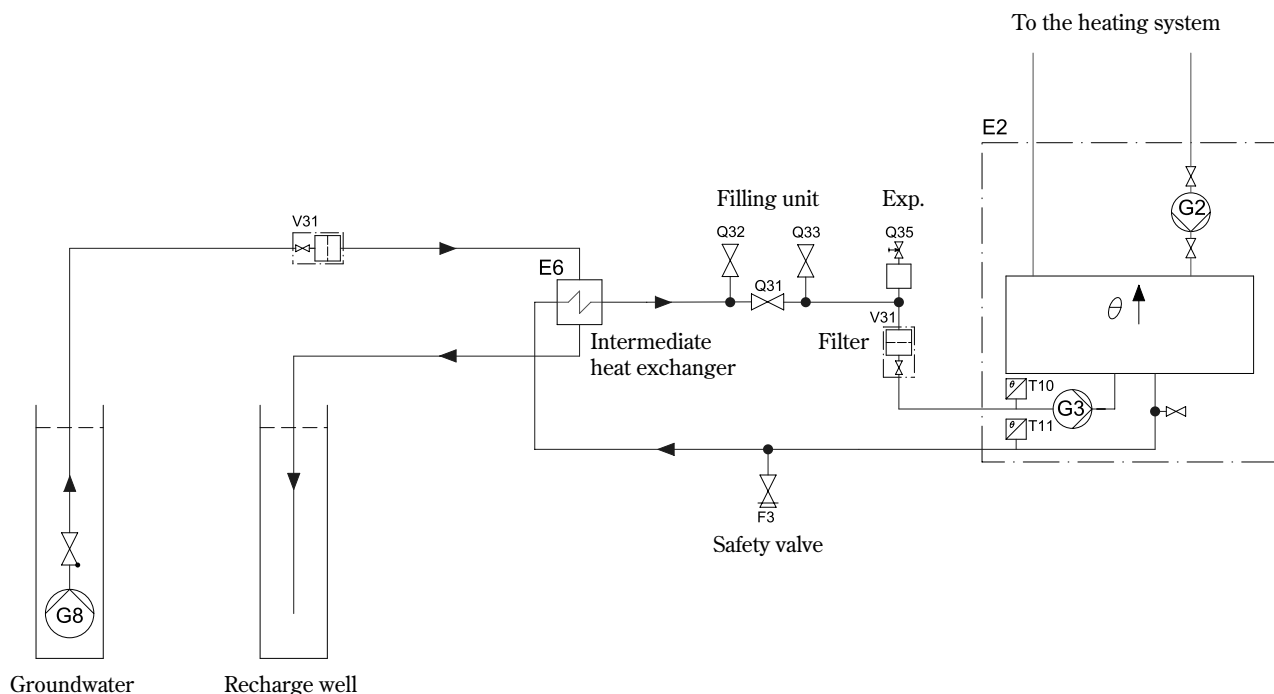 To the heating system
E2
G2
θ
Filling unit
Exp.
Q32
Q33
Q35
V31
E6
Q31
V31
Intermediate
heat exchanger
Filter
θ T10
G3
θ T11
F3
Safety valve
G8
Groundwater
Recharge well